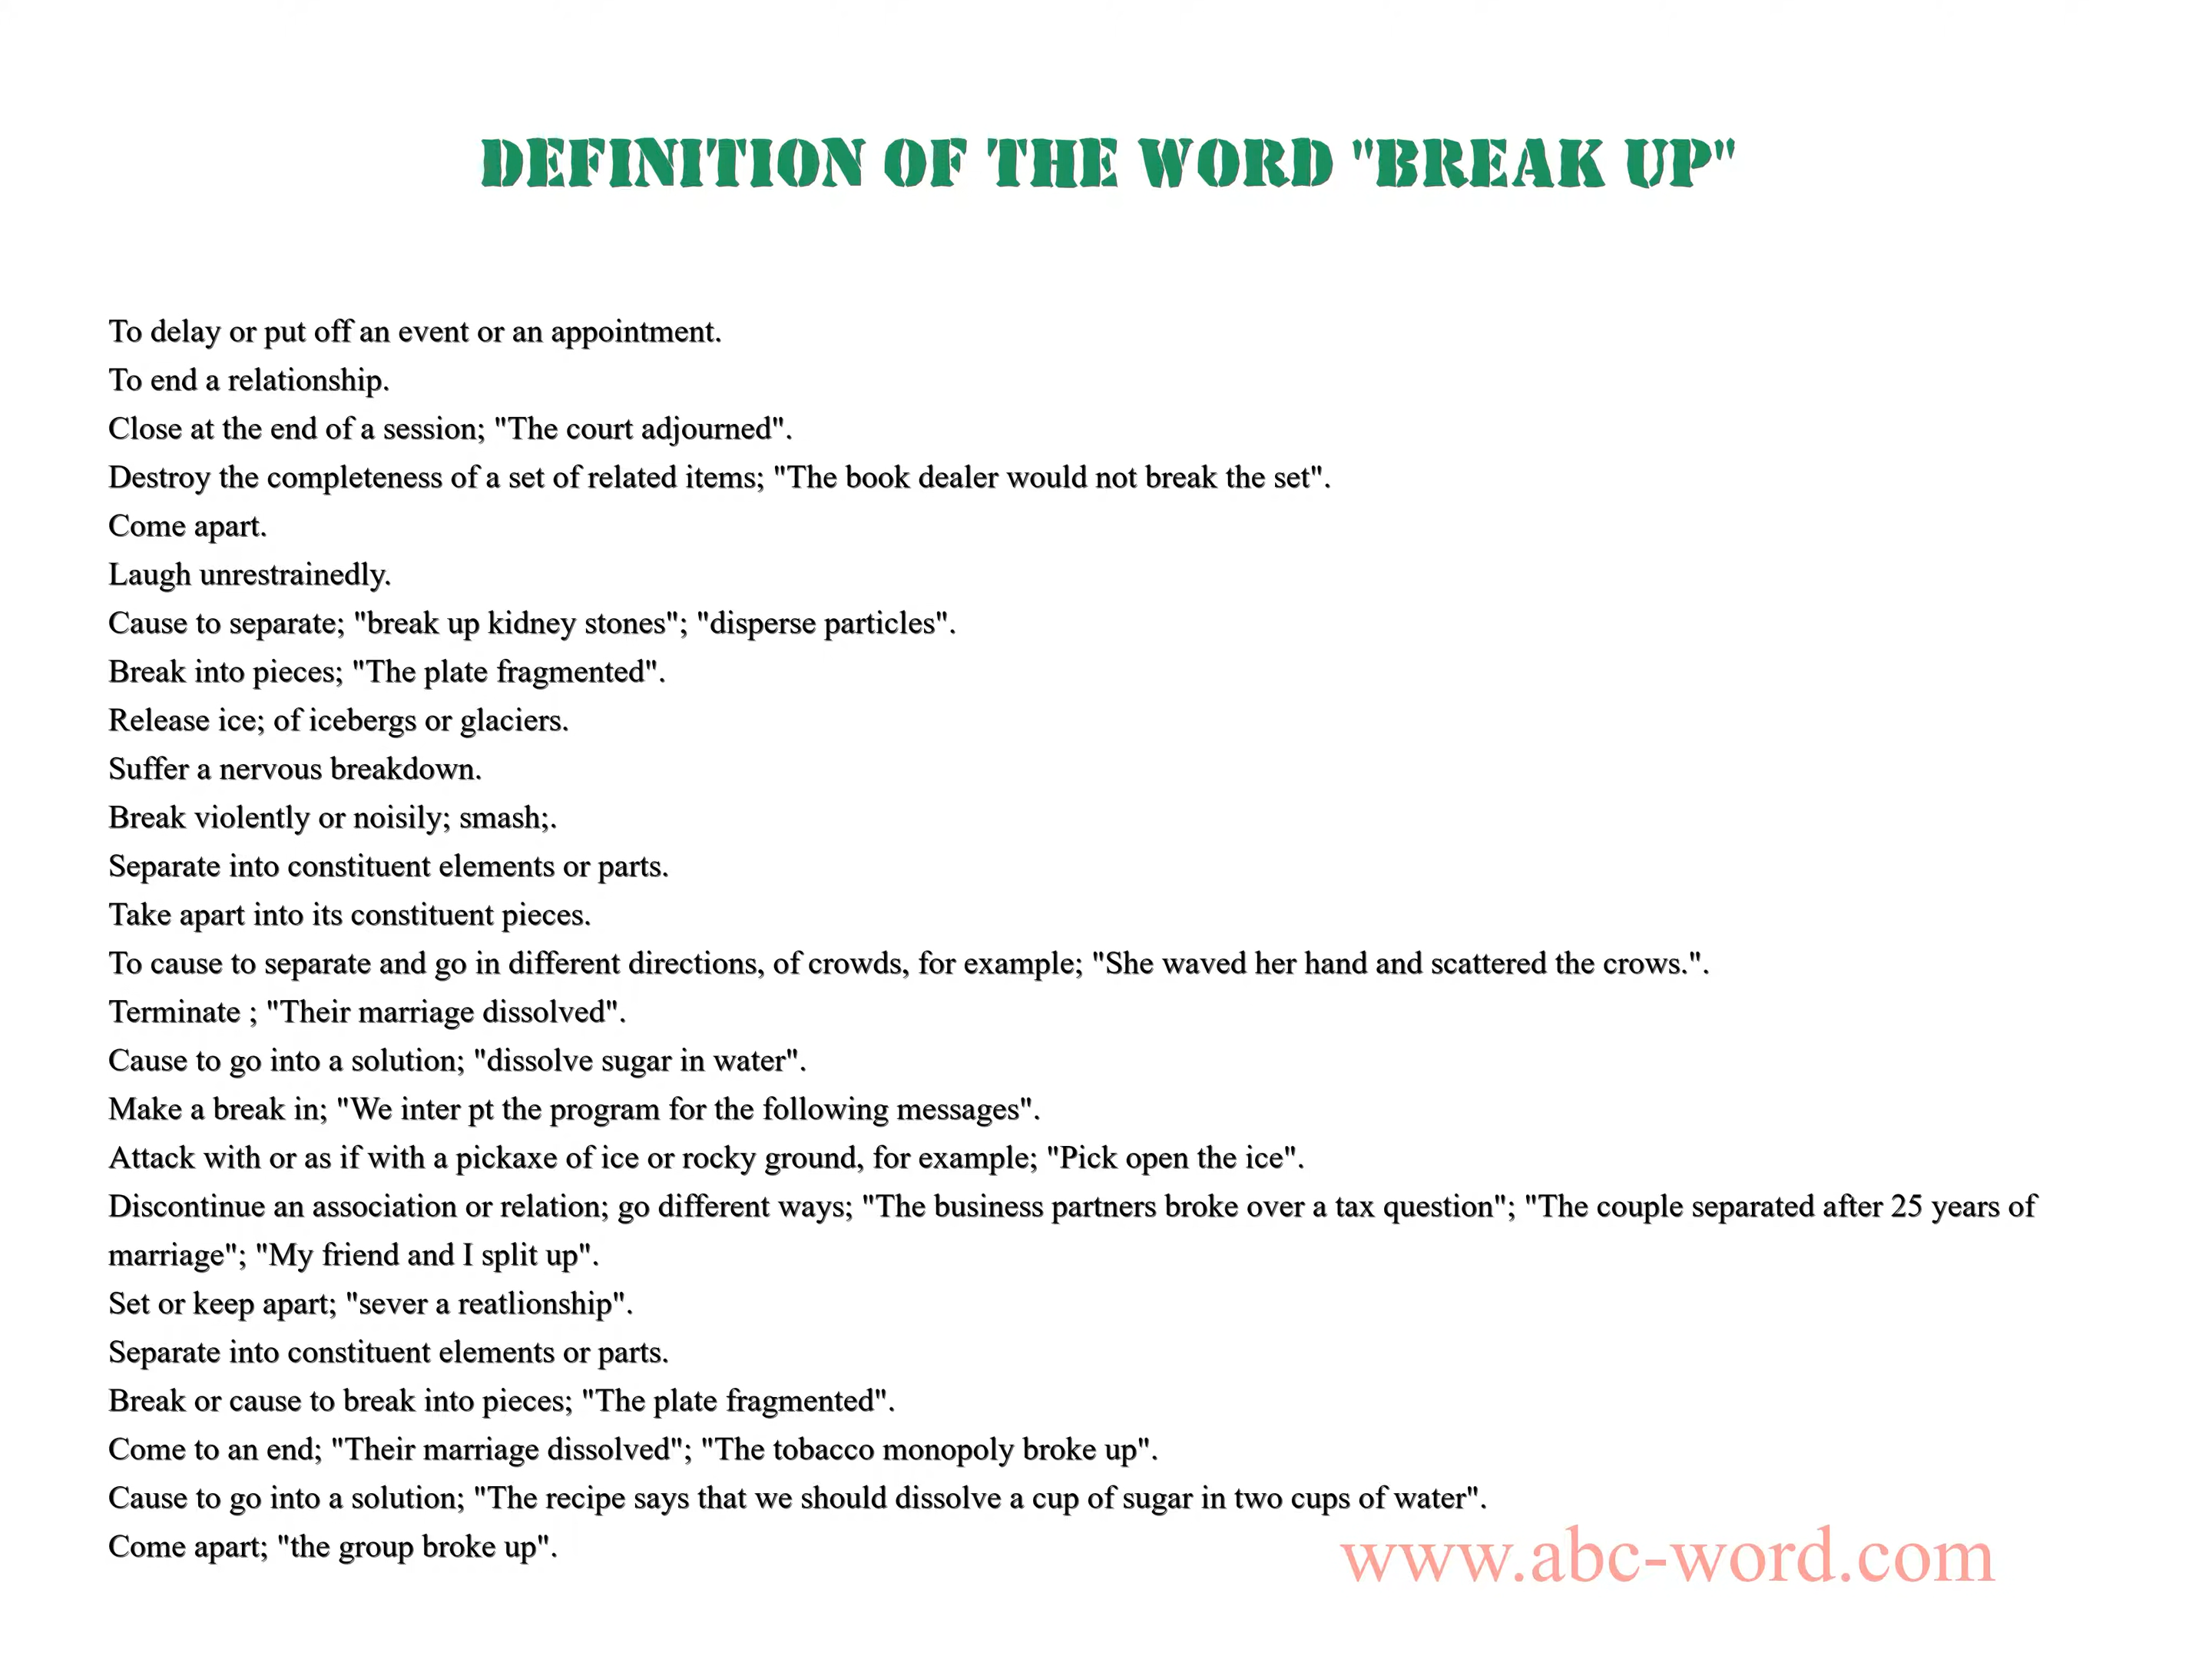 DEFINITION OF THE WORD "BREAK UP"
To delay or put off an event or an appointment.
To end a relationship.
Close at the end of a session; "The court adjourned".
Destroy the completeness of a set of related items; "The book dealer would not break the set".
Come apart.
Laugh unrestrainedly.
Cause to separate; "break up kidney stones"; "disperse particles".
Break into pieces; "The plate fragmented".
Release ice; of icebergs or glaciers.
Suffer a nervous breakdown.
Break violently or noisily; smash;.
Separate into constituent elements or parts.
Take apart into its constituent pieces.
To cause to separate and go in different directions, of crowds, for example; "She waved her hand and scattered the crows.".
Terminate ; "Their marriage dissolved".
Cause to go into a solution; "dissolve sugar in water".
Make a break in; "We inter pt the program for the following messages".
Attack with or as if with a pickaxe of ice or rocky ground, for example; "Pick open the ice".
Discontinue an association or relation; go different ways; "The business partners broke over a tax question"; "The couple separated after 25 years of
marriage"; "My friend and I split up".
Set or keep apart; "sever a reatlionship".
Separate into constituent elements or parts.
Break or cause to break into pieces; "The plate fragmented".
Come to an end; "Their marriage dissolved"; "The tobacco monopoly broke up".
Cause to go into a solution; "The recipe says that we should dissolve a cup of sugar in two cups of water".
Come apart; "the group broke up".
www.abc-word.com